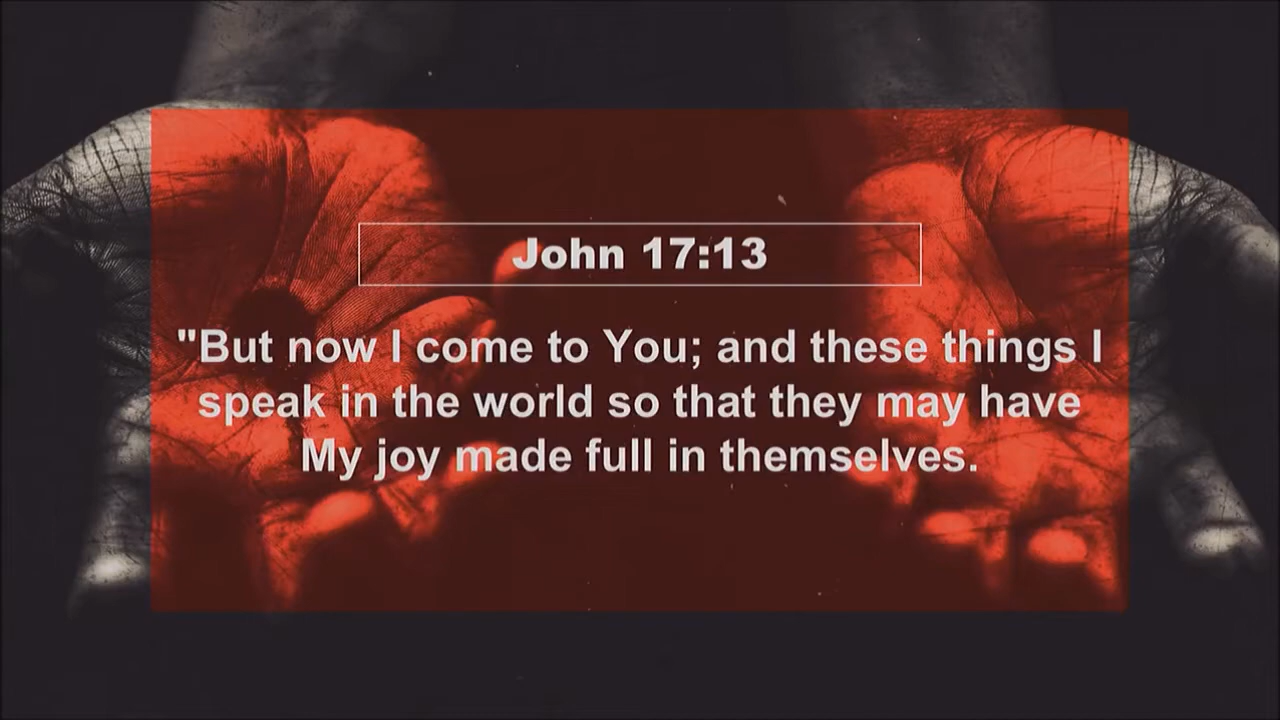 John 17:13
"But now I come to You; and these things I
speak in the world so that they may have
My joy made full in themselves.